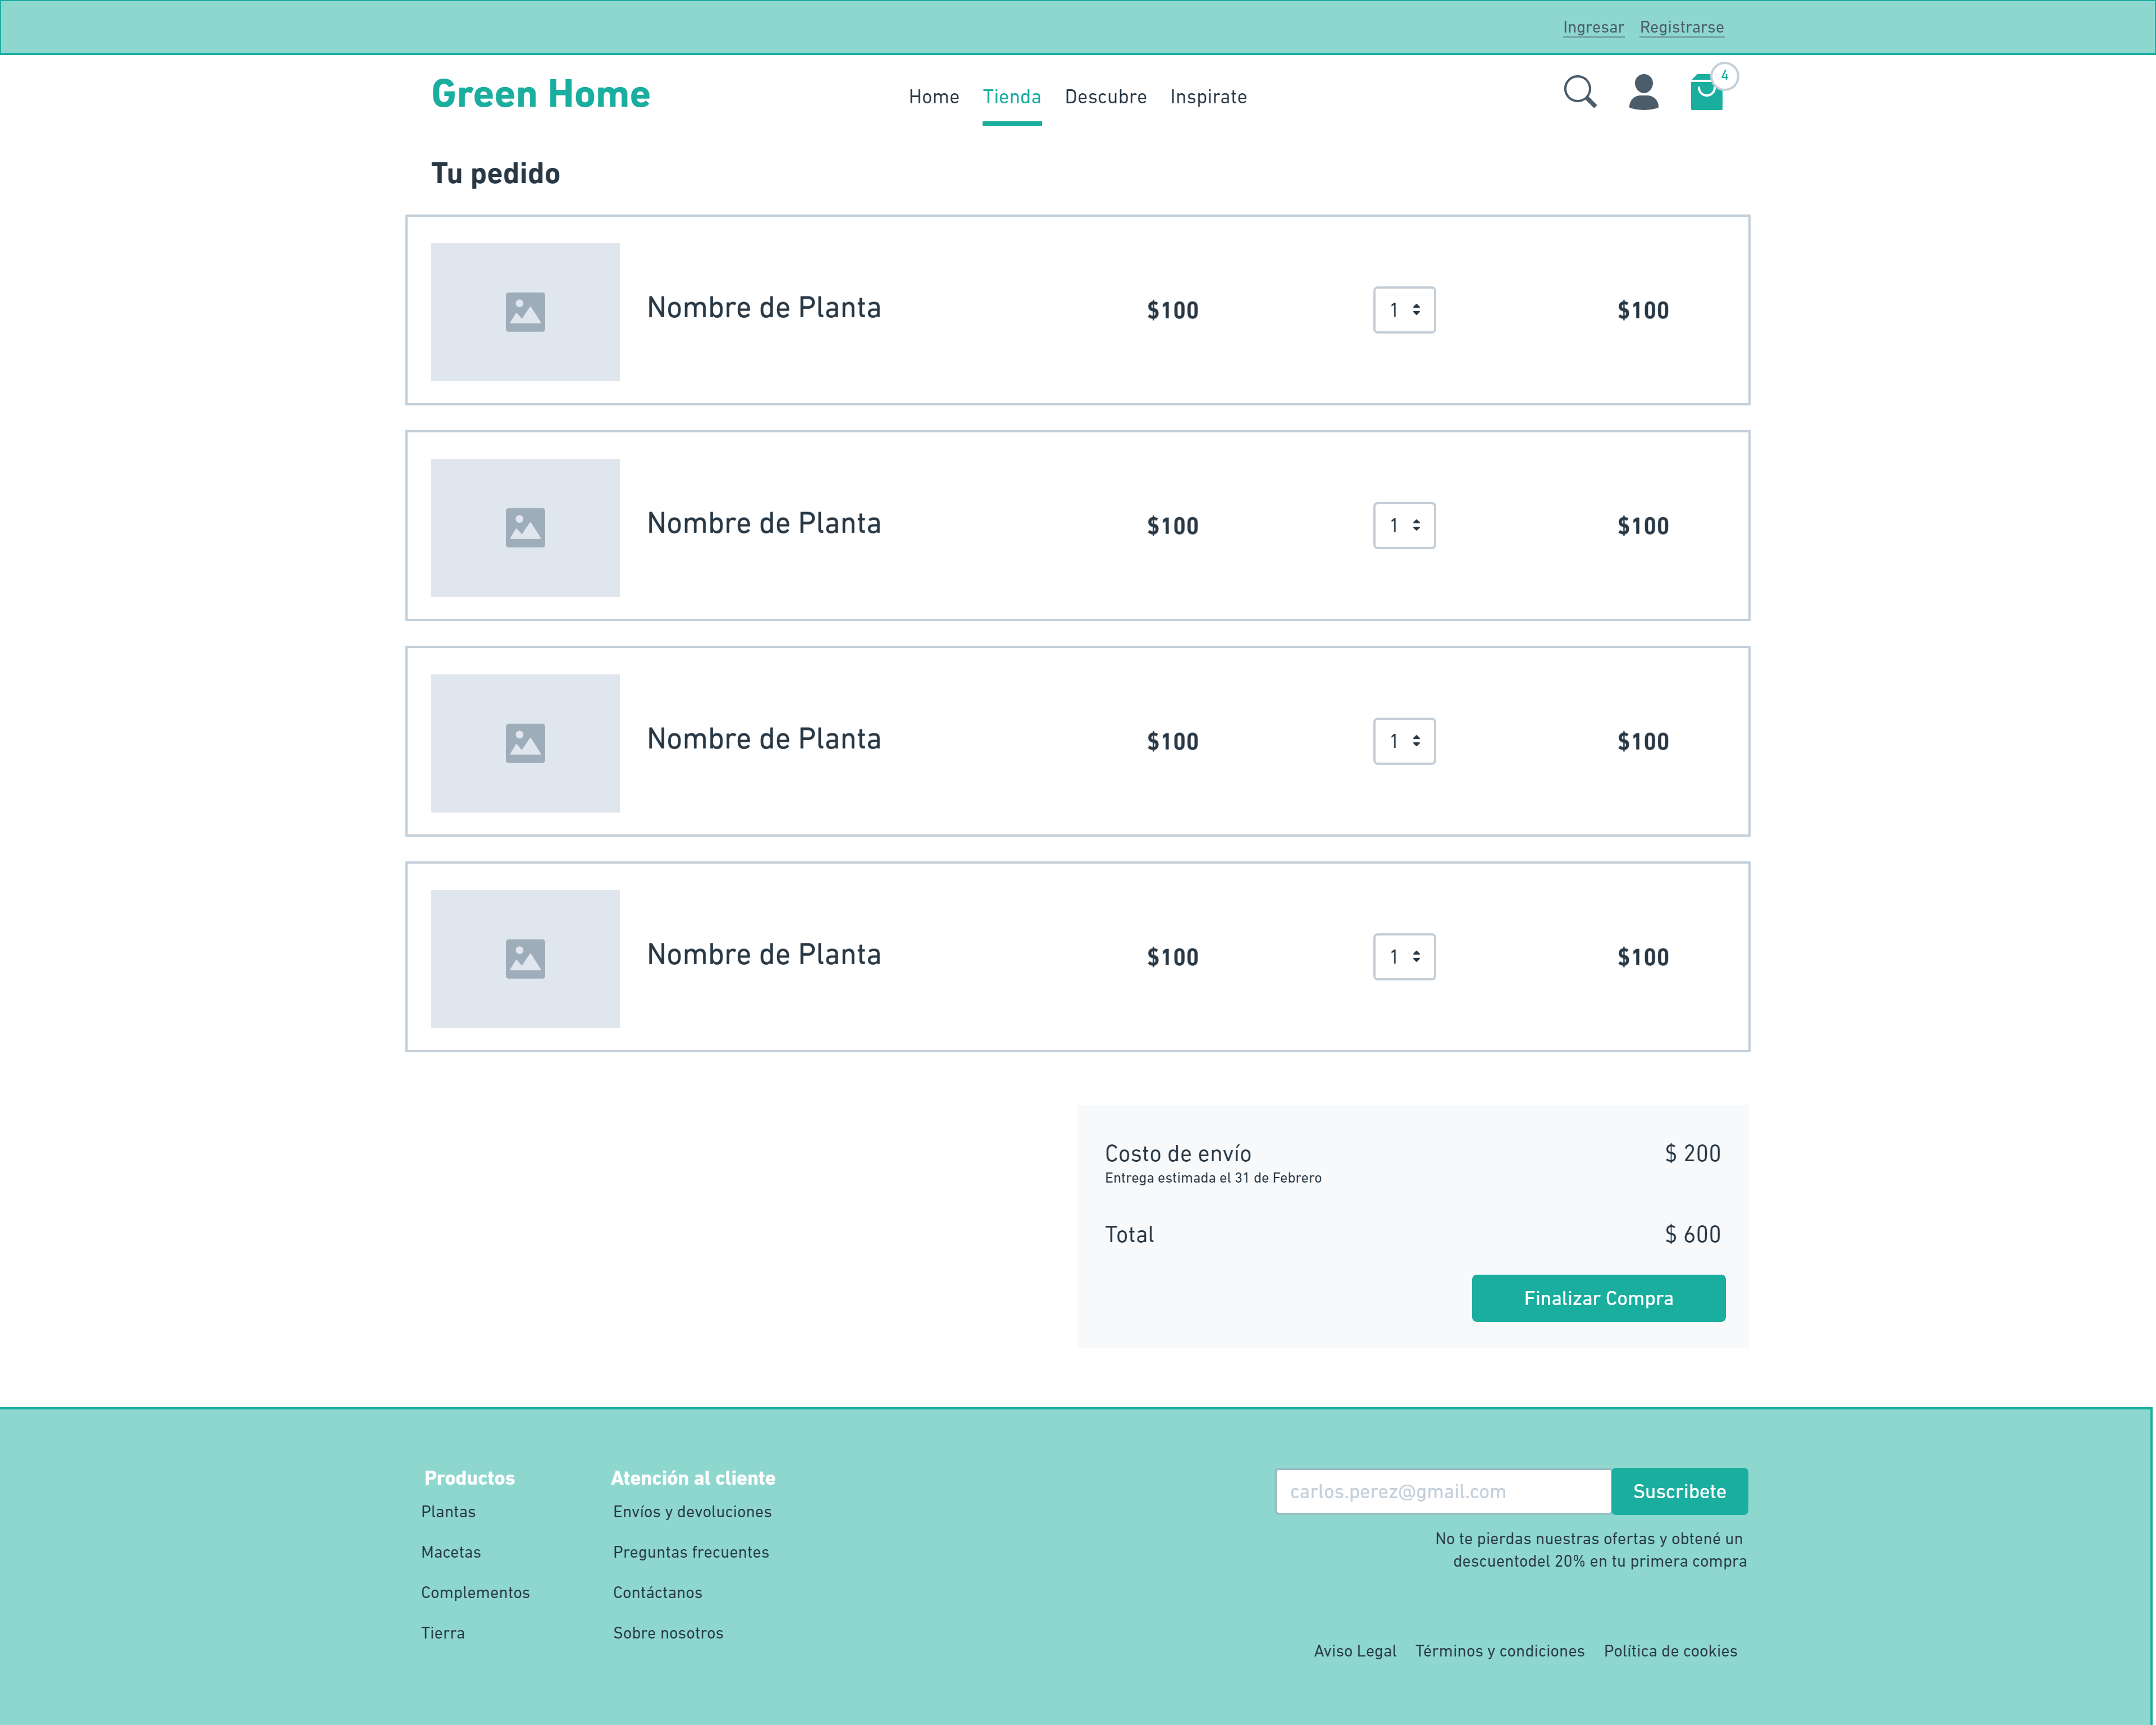 Ingresar Registrarse
Green Home
Home Tienda Descubre Inspirate
4
Tu pedido
Nombre de Planta $100 1 $100
Nombre de Planta $100 1 $100
Nombre de Planta $100 1 $100
Nombre de Planta $100 1 $100
Costo de envío $ 200
Entrega estimada el 31 de Febrero
Total $ 600
Finalizar Compra
Productos
Plantas
Macetas
Complementos
Tierra
Atención al cliente
Envíos y devoluciones
Preguntas frecuentes
Contáctanos
Sobre nosotros
carlos.perez@gmail.com Suscribete
No te pierdas nuestras ofertas y obtené un
descuentodel 20% en tu primera compra
Aviso Legal Términos y condiciones Política de cookies